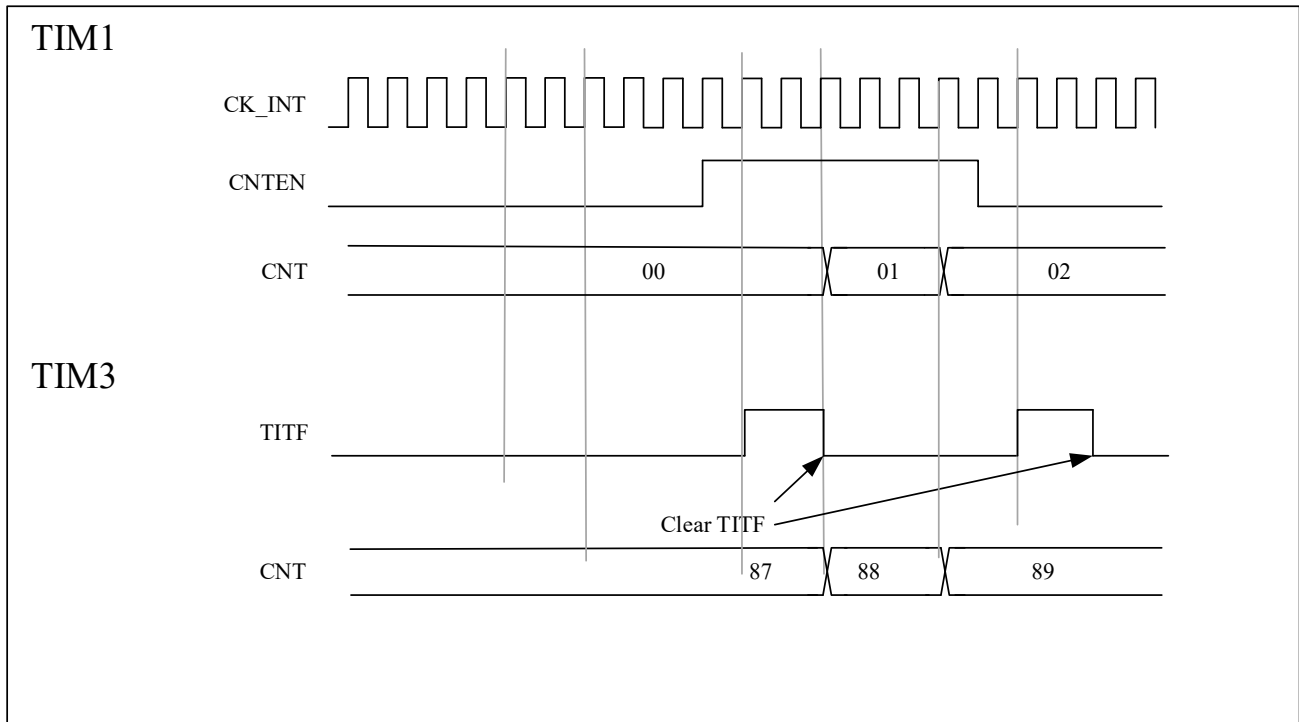 TIM1
CK_INT
CNTEN
CNT 00 01 02
TIM3
TITF
Clear TITF
CNT 87 88 89